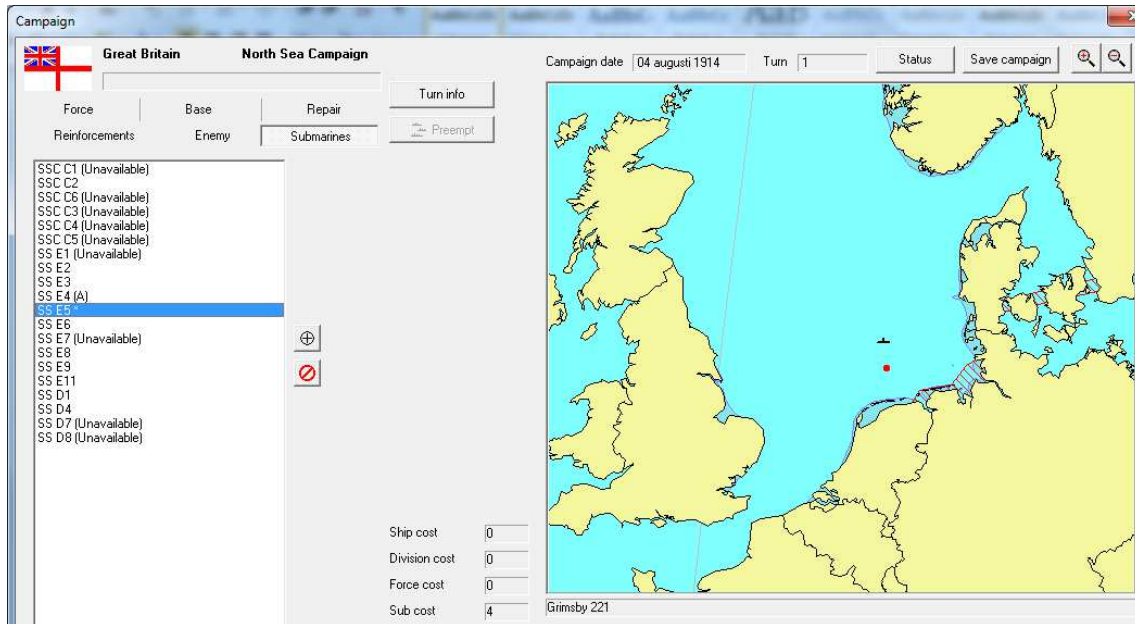 Campaign
Great Britain North Sea Campaign
Force Base Repair
Reinforcements Enemy Submarines
Turn info
Preempt
Campaign date 04 augusti 1914 Turn 1 Status Save campaign
SSC C1 (Unavailable)
SSC C2
SSC C6 (Unavailable)
SSC C3 (Unavailable)
SSC C4 (Unavailable)
SSC C5 (Unavailable)
SS E1 (Unavailable)
SS E2
SS E3
SS E4 (A)
SS E5 *
SS E6
SS E7 (Unavailable)
SS E8
SS E9
SS E11
SS D1
SS D4
SS D7 (Unavailable)
SS D8 (Unavailable)
Ship cost 0
Division cost 0
Force cost 0
Sub cost 4
Grimsby 221